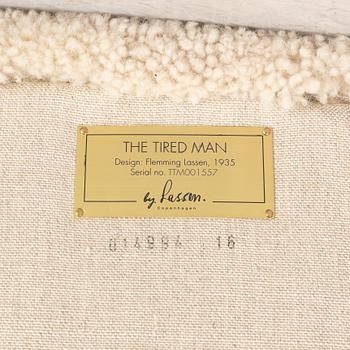 THE TIRED MAN
Design: Flemming Lassen, 1935
Serial no. TTM001557
by Lassen.
Copenhagen
014994 16